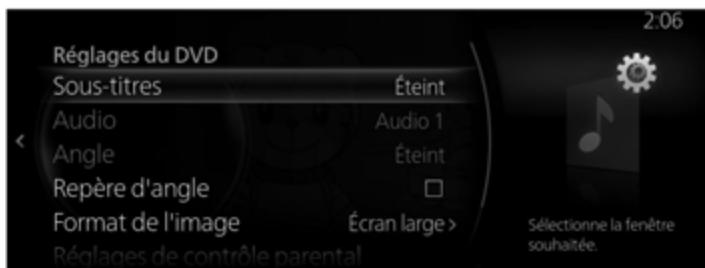 2:06
Réglages du DVD
Sous-titres Éteint
Audio Audio 1
Angle Éteint
Repère d'angle
Format de l'image Écran large >
Réglages de contrôle parental
Sélectionne la fenêtre
souhaitée.